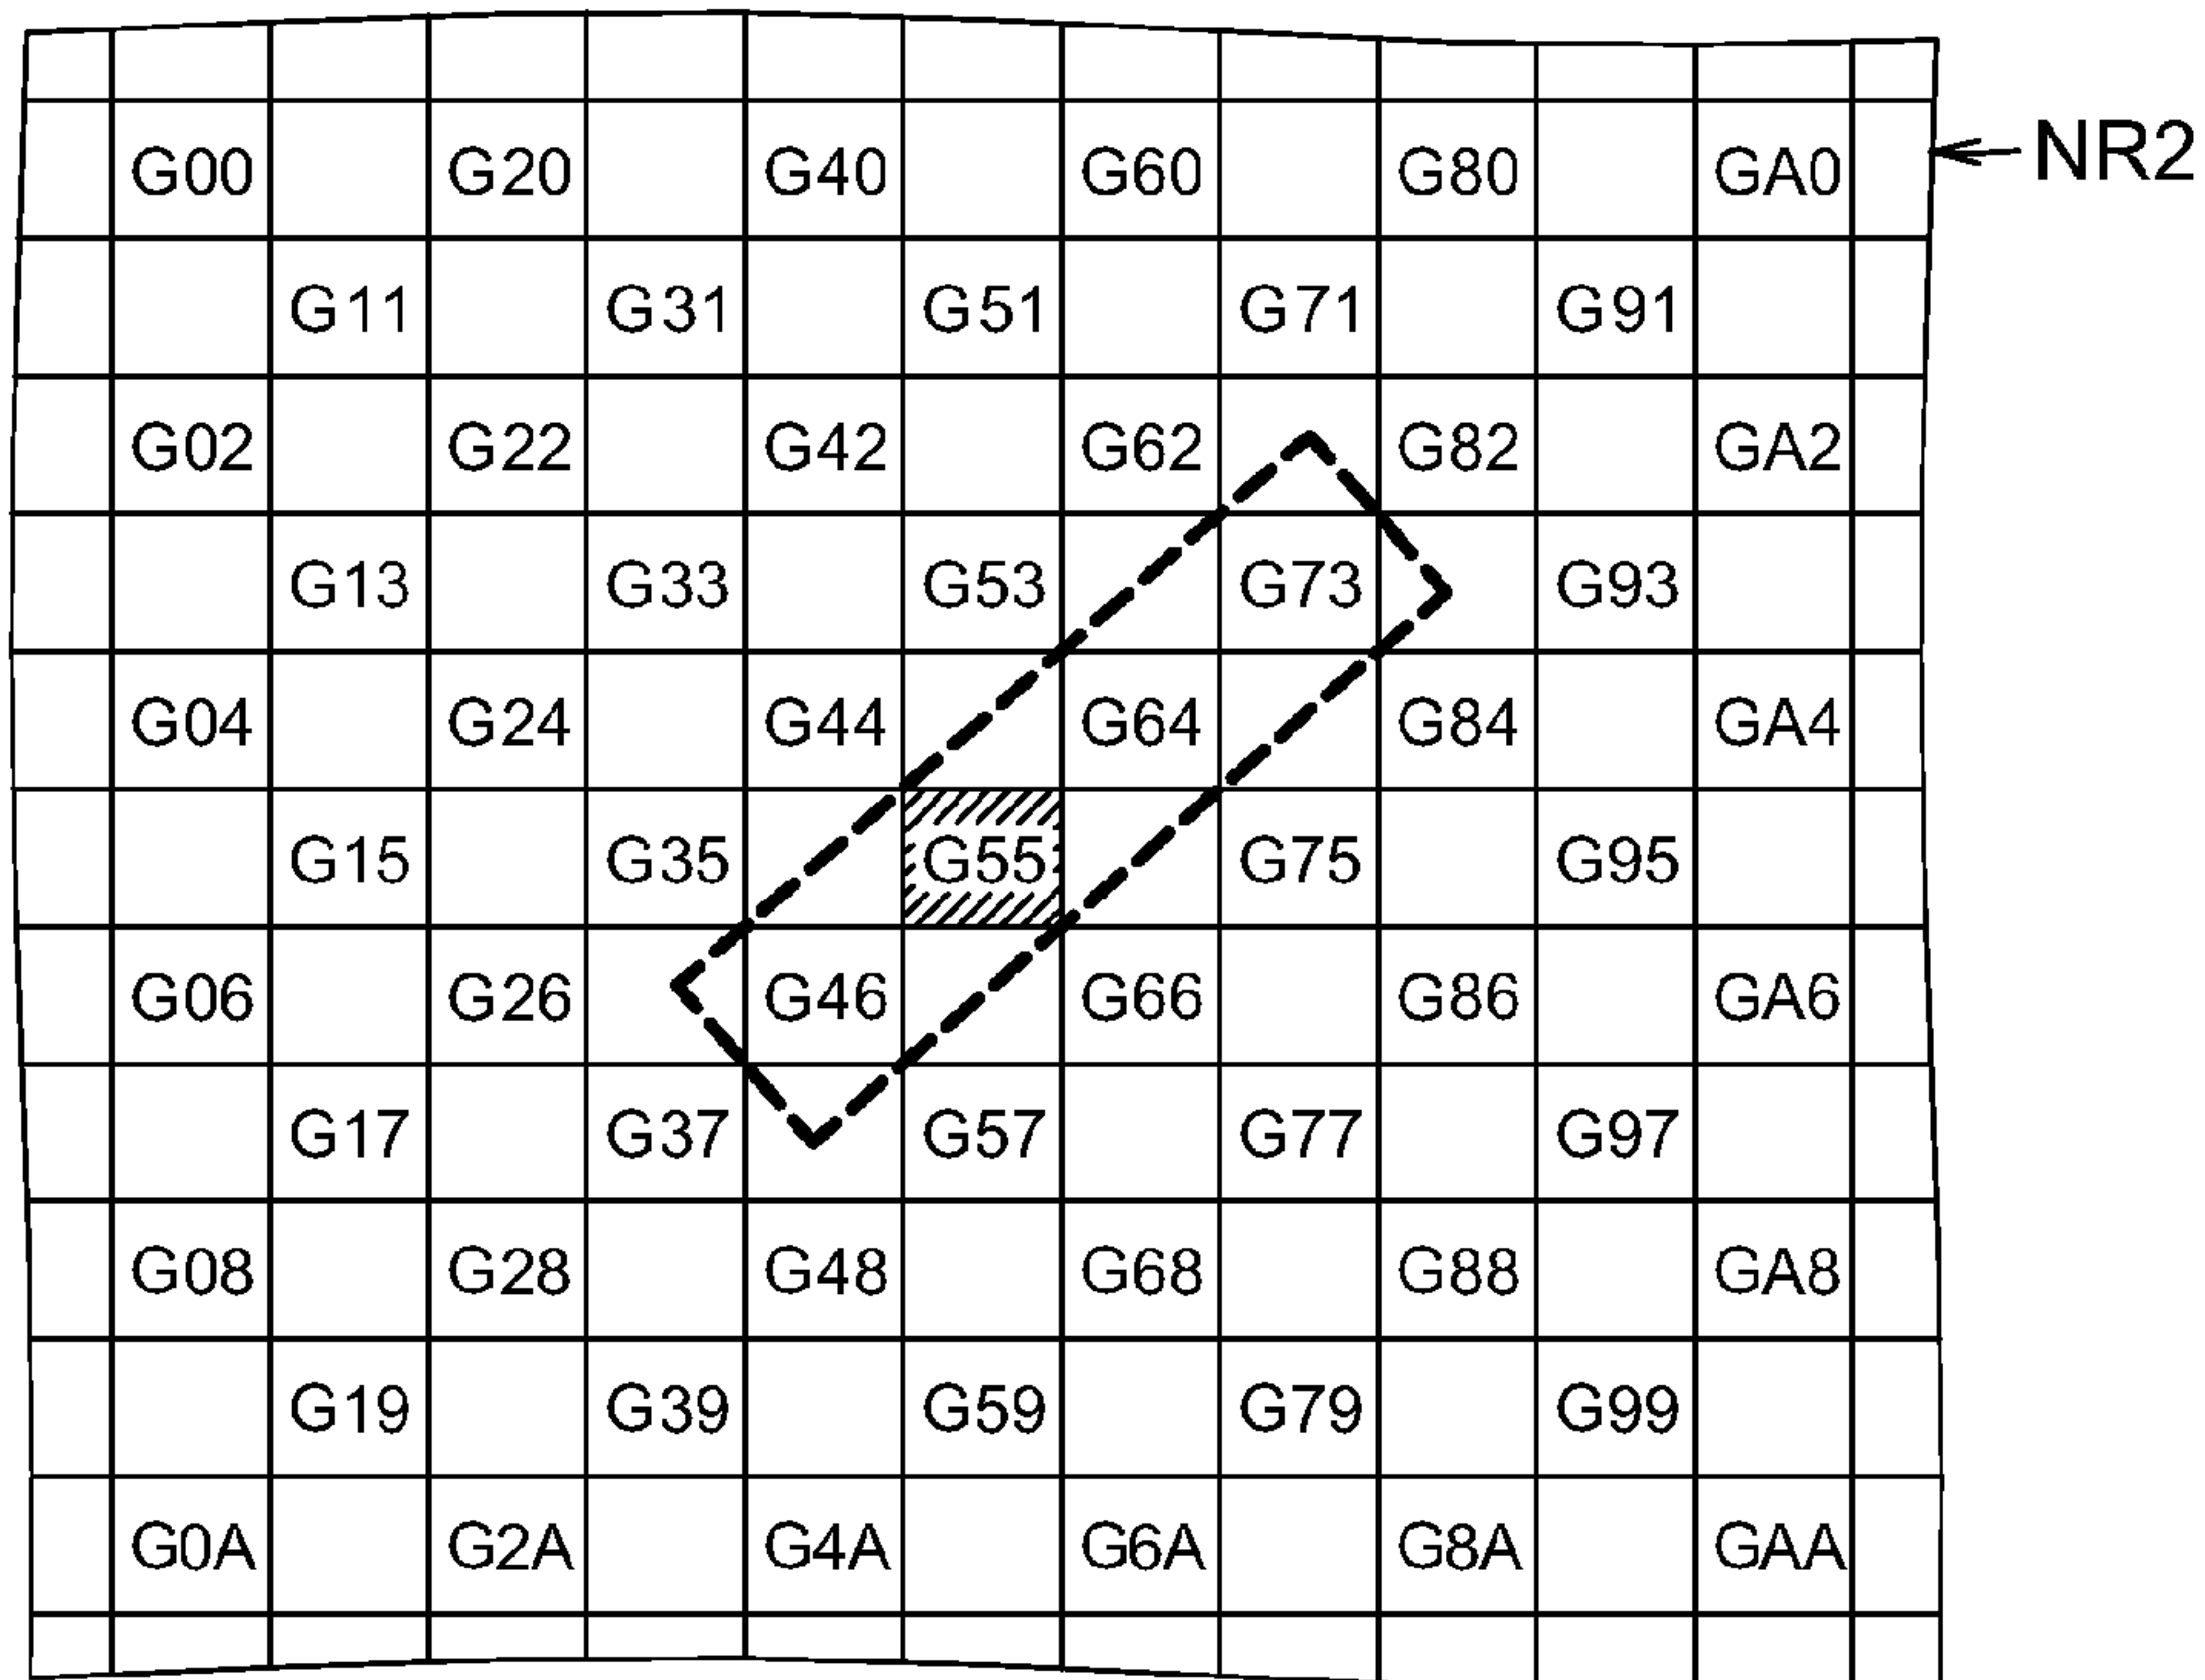 G00 G20 G40 G60 G80 GA0 NR2
G11 G31 G51 G71 G91
G02 G22 G42 G62 G82 GA2
G13 G33 G53 G73 G93
G04 G24 G44 G64 G84 GA4
G15 G35 G55 G75 G95
G06 G26 G46 G66 G86 GA6
G17 G37 G57 G77 G97
G08 G28 G48 G68 G88 GA8
G19 G39 G59 G79 G99
G0A G2A G4A G6A G8A GAA